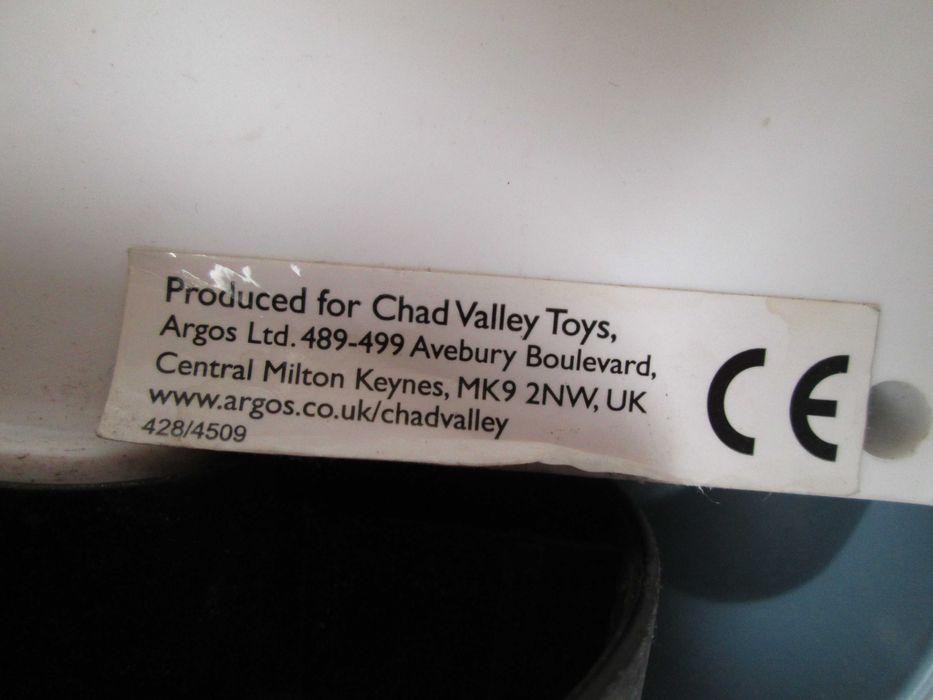 Produced for Chad Valley Toys,
Argos Ltd. 489-499 Avebury Boulevard,
Central Milton Keynes, MK9 2NW, UK
www.argos.co.uk/chadvalley
428/4509
CE